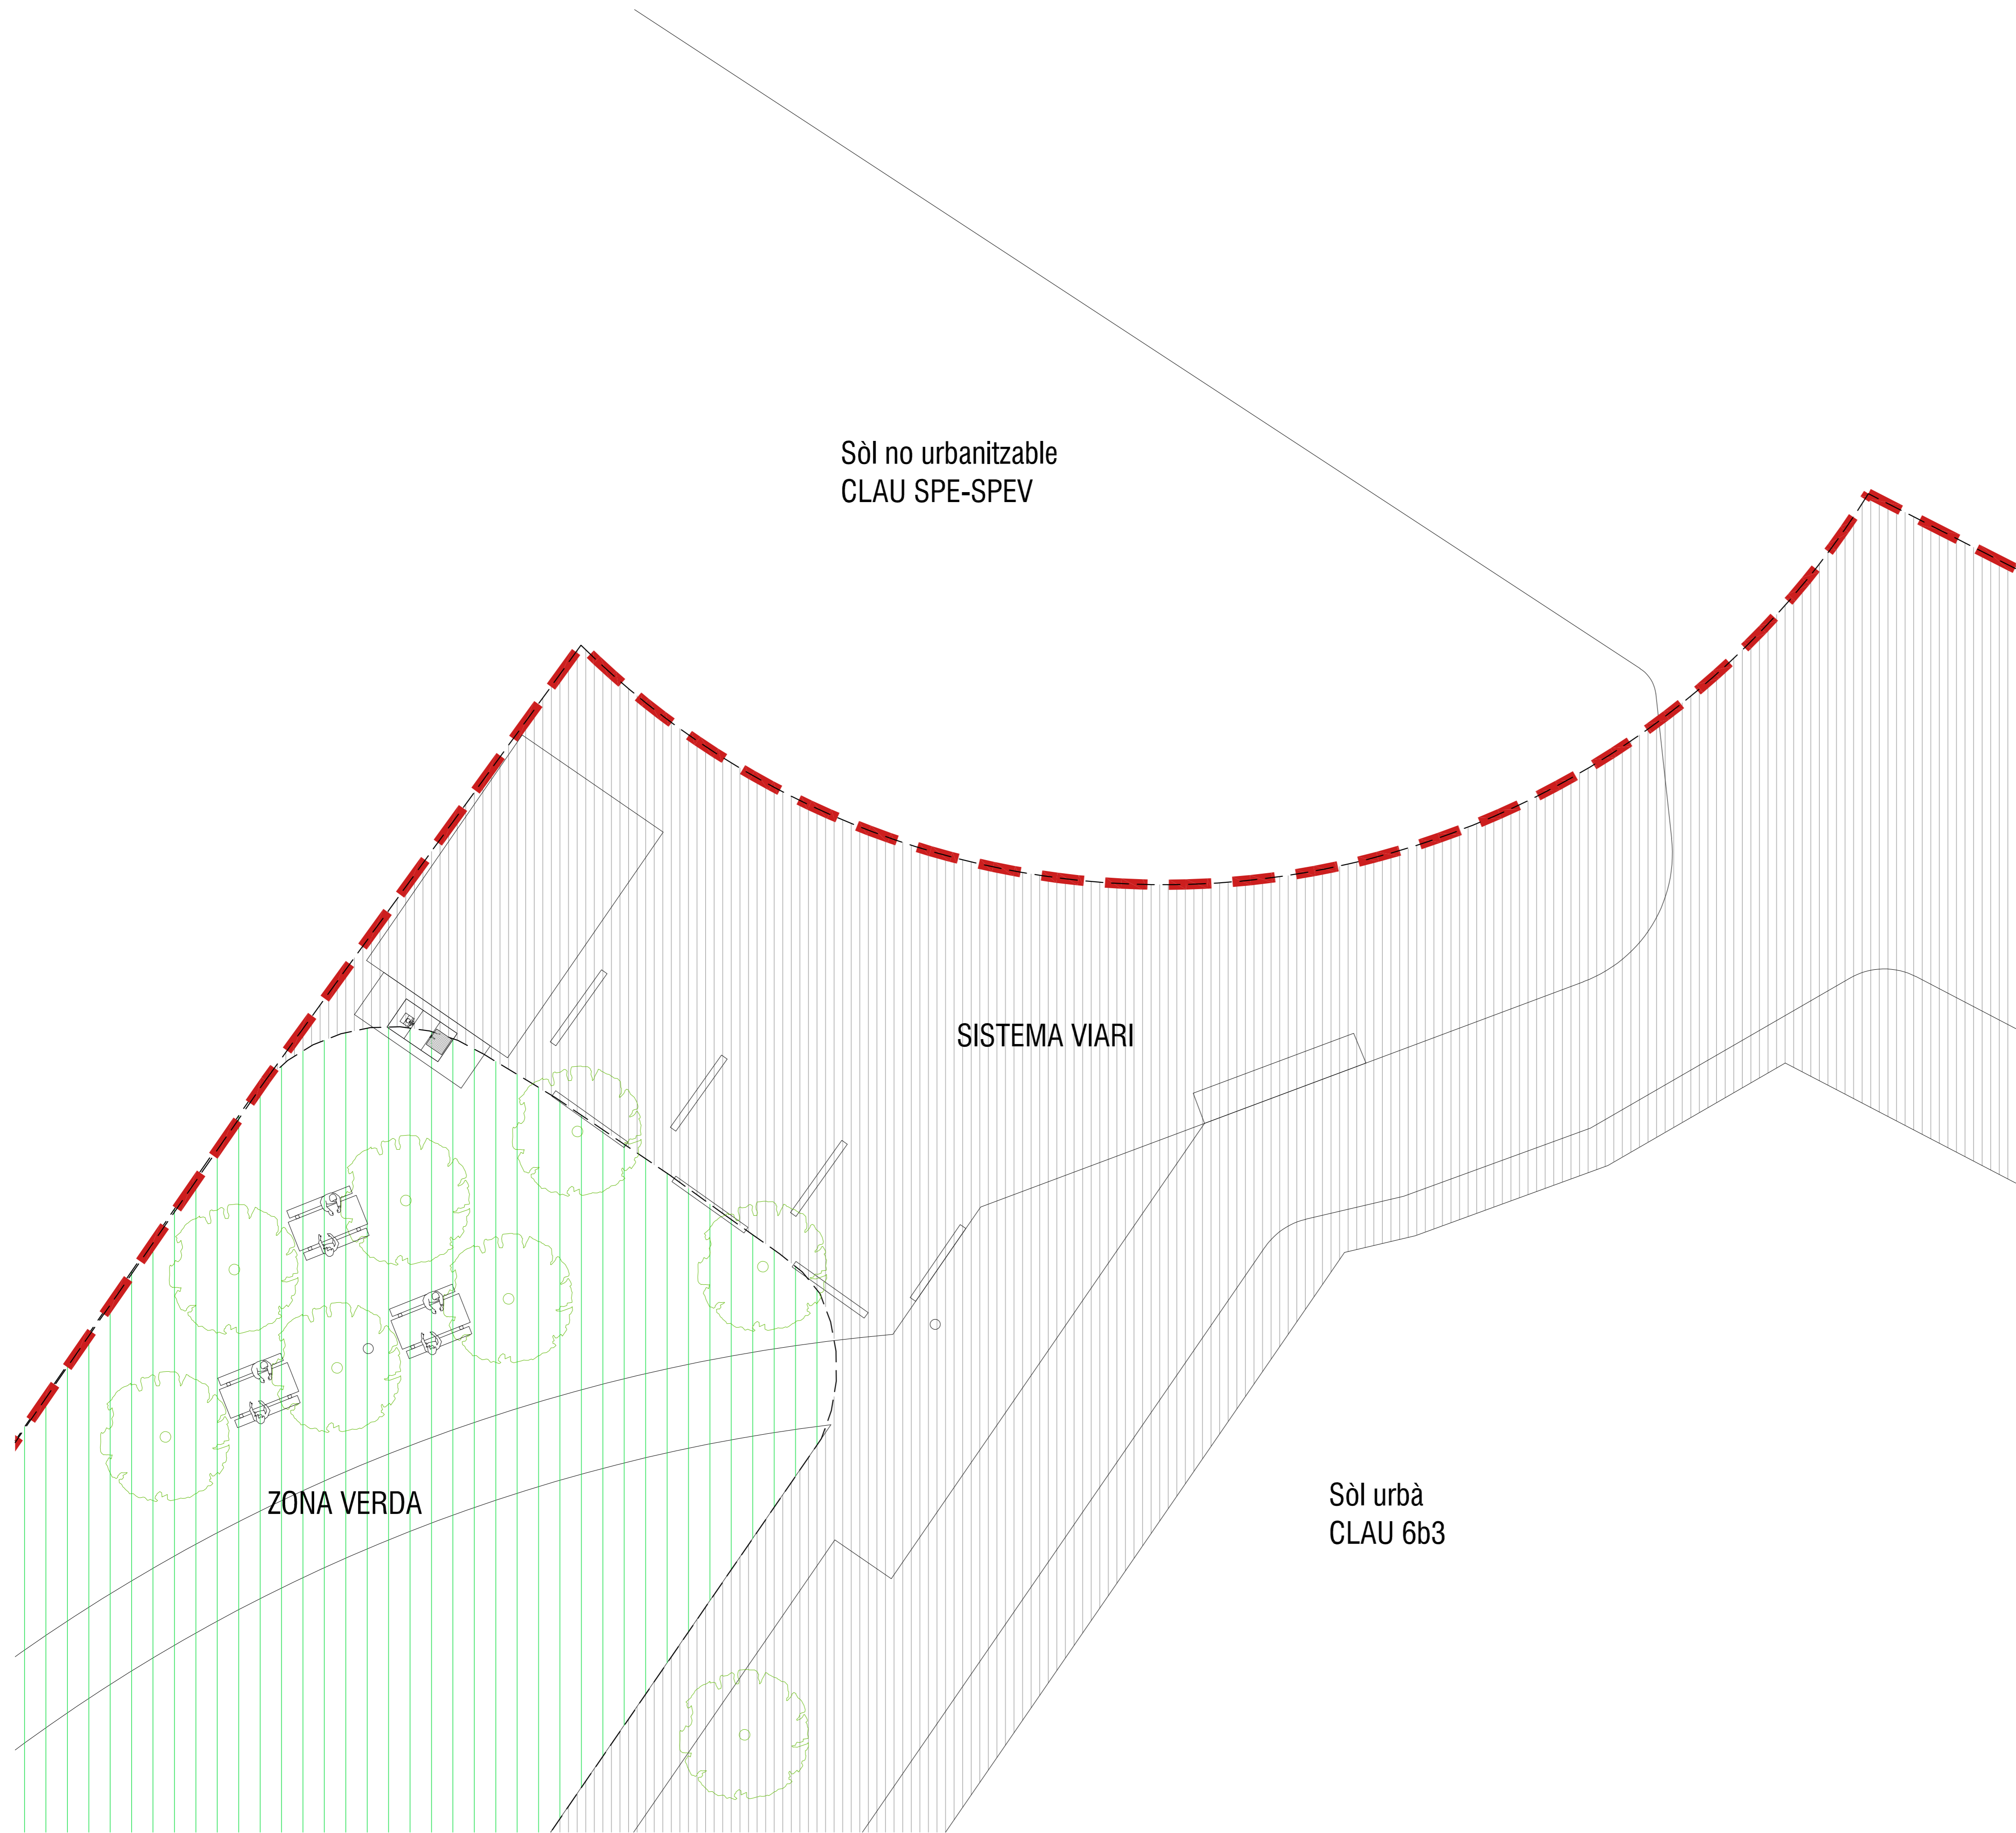 Sòl no urbanitzable
CLAU SPE-SPEV
SISTEMA VIARI
ZONA VERDA
Sòl urbà
CLAU 6b3